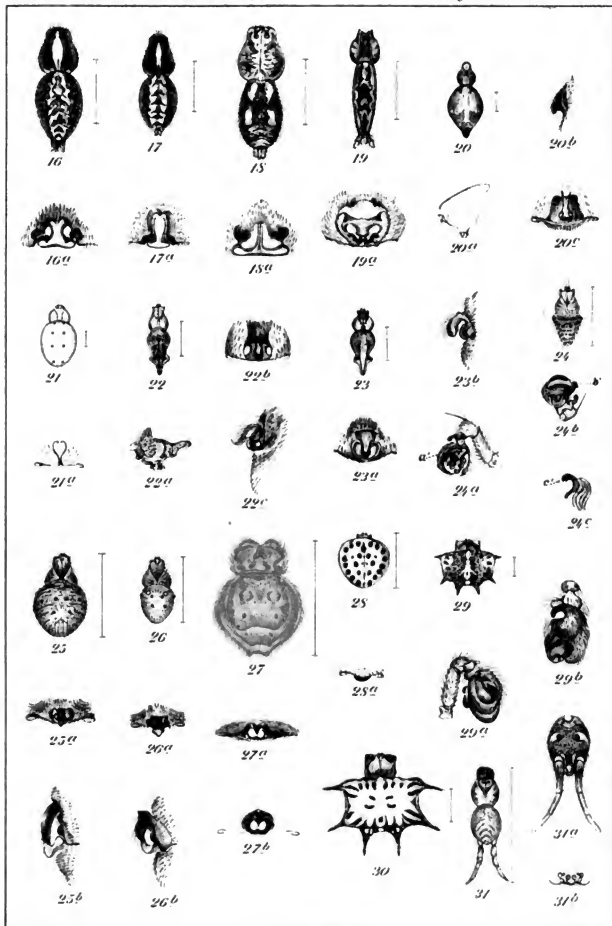 16 17 18 19 20 20b
16a 17a 18a 19a 20a 20c
21 22 22b 23 23b 24
24b
21a 22a 22c 23a 24a 24c
27 28 29
25 26 29b
28a
25a 26a 27a 29a
31a
27b 30 31
25b 26b 31b